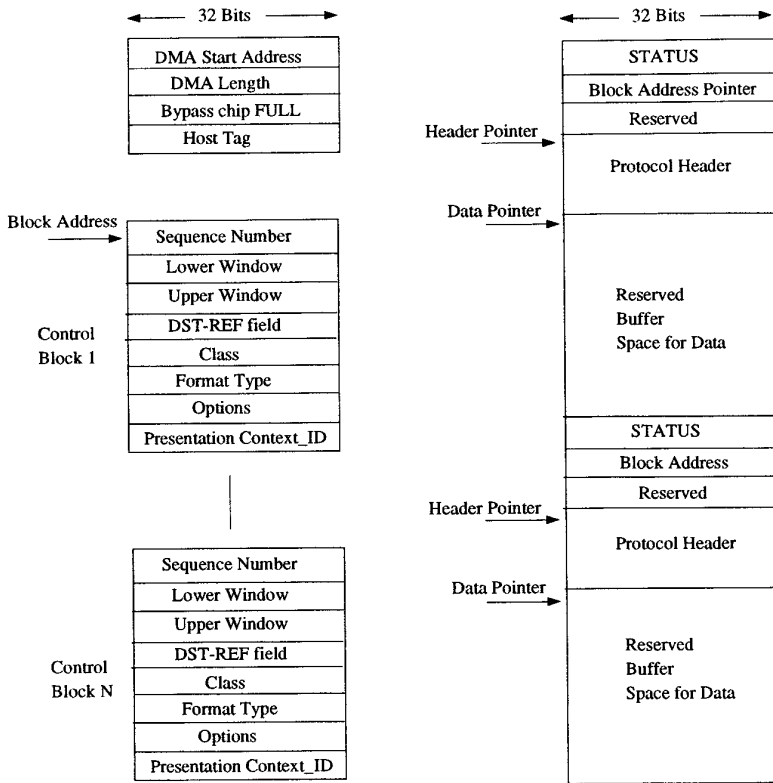 32 Bits
DMA Start Address
DMA Length
Bypass chip FULL
Host Tag
Block Address
Sequence Number
Lower Window
Upper Window
DST-REF field
Class
Format Type
Options
Presentation Context_ID
Control
Block 1
Sequence Number
Lower Window
Upper Window
DST-REF field
Class
Format Type
Options
Presentation Context_ID
Control
Block N
32 Bits
STATUS
Block Address Pointer
Reserved
Header Pointer
Protocol Header
Data Pointer
Reserved
Buffer
Space for Data
STATUS
Block Address
Reserved
Header Pointer
Protocol Header
Data Pointer
Reserved
Buffer
Space for Data